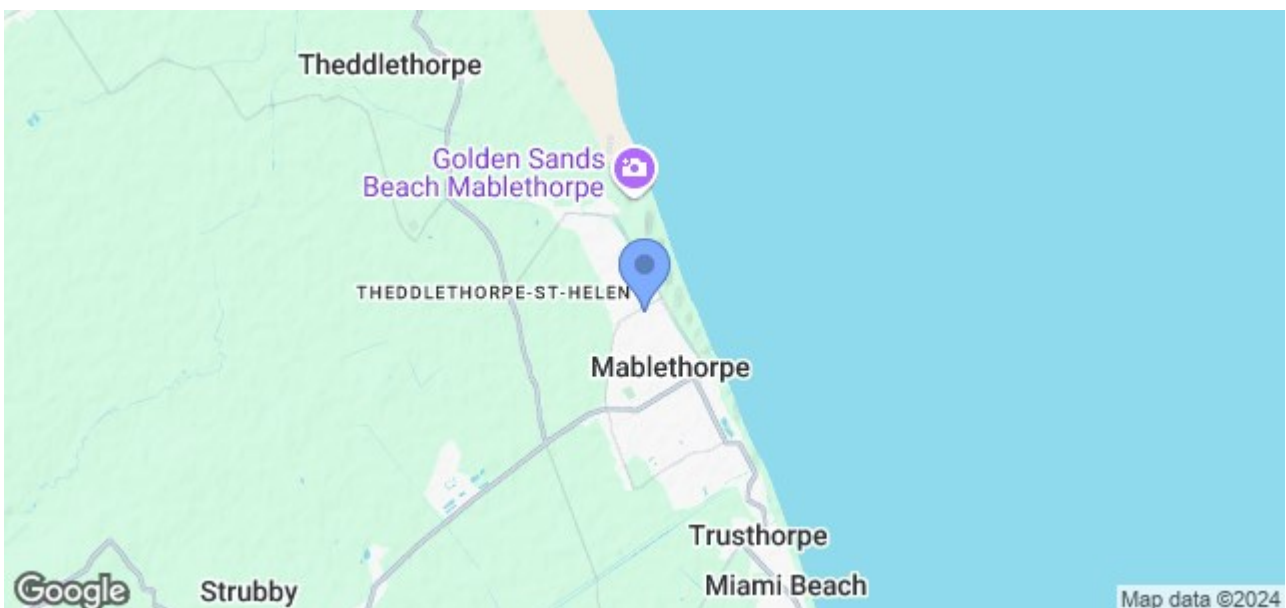 Theddlethorpe
Golden Sands
Beach Mablethorpe
THEDDLETHORPE-ST-HELEN
Mablethorpe
Trusthorpe
Miami Beach
Strubby
Google
Map data ©2024